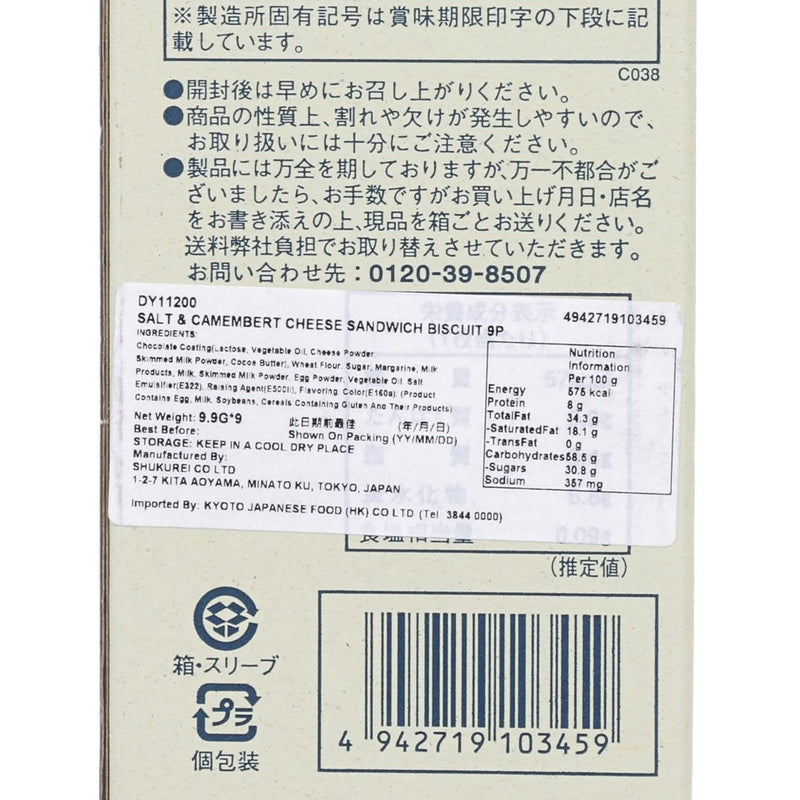 ※製造所固有記号は賞味期限印字の下段に記
載しています。
C038
●開封後は早めにお召し上がりください。
●商品の性質上、割れや欠けが発生しやすいので、
お取り扱いには十分にご注意ください。
●製品には万全を期しておりますが、万一不都合がご
ざいましたら、お手数ですがお買い上げ月日・店名
をお書き添えの上、現品を箱ごとお送りください。
送料弊社負担でお取り替えさせていただきます。
お問い合わせ先：0120-39-8507
DY11200
SALT & CAMEMBERT CHEESE SANDWICH BISCUIT 9P
4942719103459
INGREDIENTS:
Chocolate Coating(Lactose, Vegetable Oil, Cheese Powder
Skimmed Milk Powder, Cocoa Butter), Wheat Flour, Sugar, Margarine, Milk
Products, Milk, Skimmed Milk Powder, Egg Powder, Vegetable Oil, Salt
Emulsifier(E322), Raising Agent(E500ii), Flavoring, Color(E160a); (Product
Contains Egg, Milk, Soybeans, Cereals Containing Gluten And Their Products)
Net Weight: 9.9G*9
此日期前最佳 (年/月/日)
Best Before: Shown On Packing (YY/MM/DD)
STORAGE: KEEP IN A COOL DRY PLACE
Manufactured By:
SHUKUREI CO LTD
1-2-7 KITA AOYAMA, MINATO KU, TOKYO, JAPAN
Imported By: KYOTO JAPANESE FOOD (HK) CO LTD (Tel: 3844 0000)
Nutrition
Information
Per 100 g
Energy 575 kcal
Protein 8 g
TotalFat 34.3 g
-SaturatedFat 18.1 g
-TransFat 0 g
Carbohydrates 58.5 g
-Sugars 30.8 g
Sodium 357 mg
栄養成分表示
炭水化物
食塩相当量 0.09g
(推定値)
箱・スリーブ
プラ
個包装
4 942719 103459